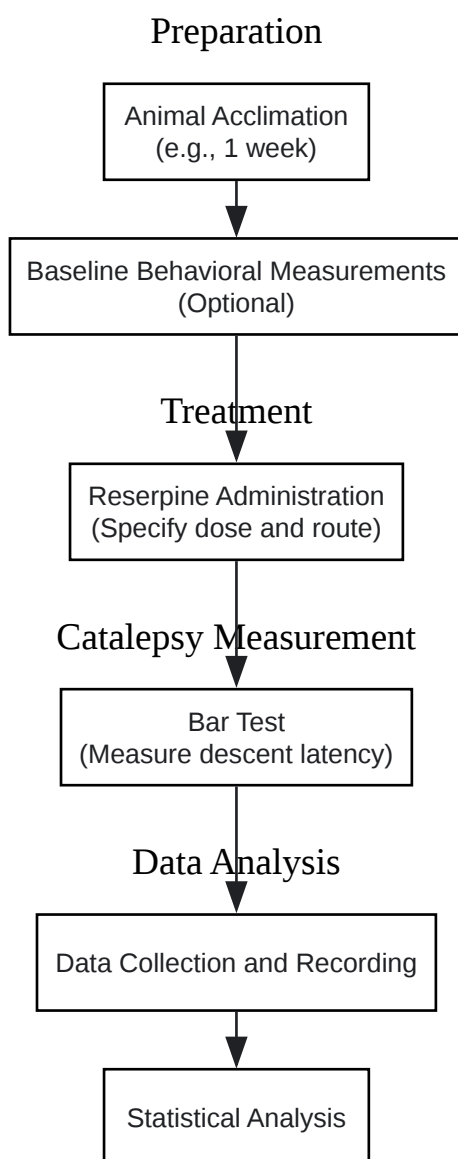 Preparation
Animal Acclimation
(e.g., 1 week)
Baseline Behavioral Measurements
(Optional)
Treatment
Reserpine Administration
(Specify dose and route)
Catalepsy Measurement
Bar Test
(Measure descent latency)
Data Analysis
Data Collection and Recording
Statistical Analysis